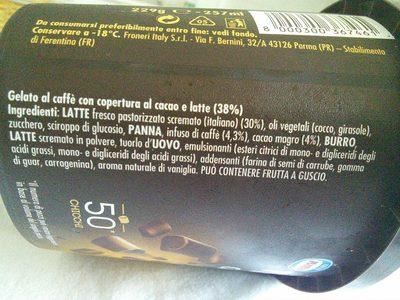 229g e - 257ml
Da consumarsi preferibilmente entro fine: vedi fondo.
Conservare a -18°C. Froneri Italy S.r.l. - Via F. Bernini, 32/A 43126 Parma (PR) – Stabilimento
di Ferentino (FR)
05
8 000300 367461
Gelato al caffè con copertura al cacao e latte (38%)
Ingredienti: LATTE fresco pastorizzato scremato (italiano) (30%), oli vegetali (cocco, girasole),
zucchero, sciroppo di glucosio, PANNA, infuso di caffè (4,3%), cacao magro (4%), BURRO,
LATTE scremato in polvere, tuorlo d'UOVO, emulsionanti (esteri citrici di mono- e digliceridi degli
acidi grassi, mono- e digliceridi degli acidi grassi), addensanti (farina di semi di carrube, gomma
di guar, carragenina), aroma naturale di vaniglia. PUÒ CONTENERE FRUTTA A GUSCIO.
50*
CHICCHI